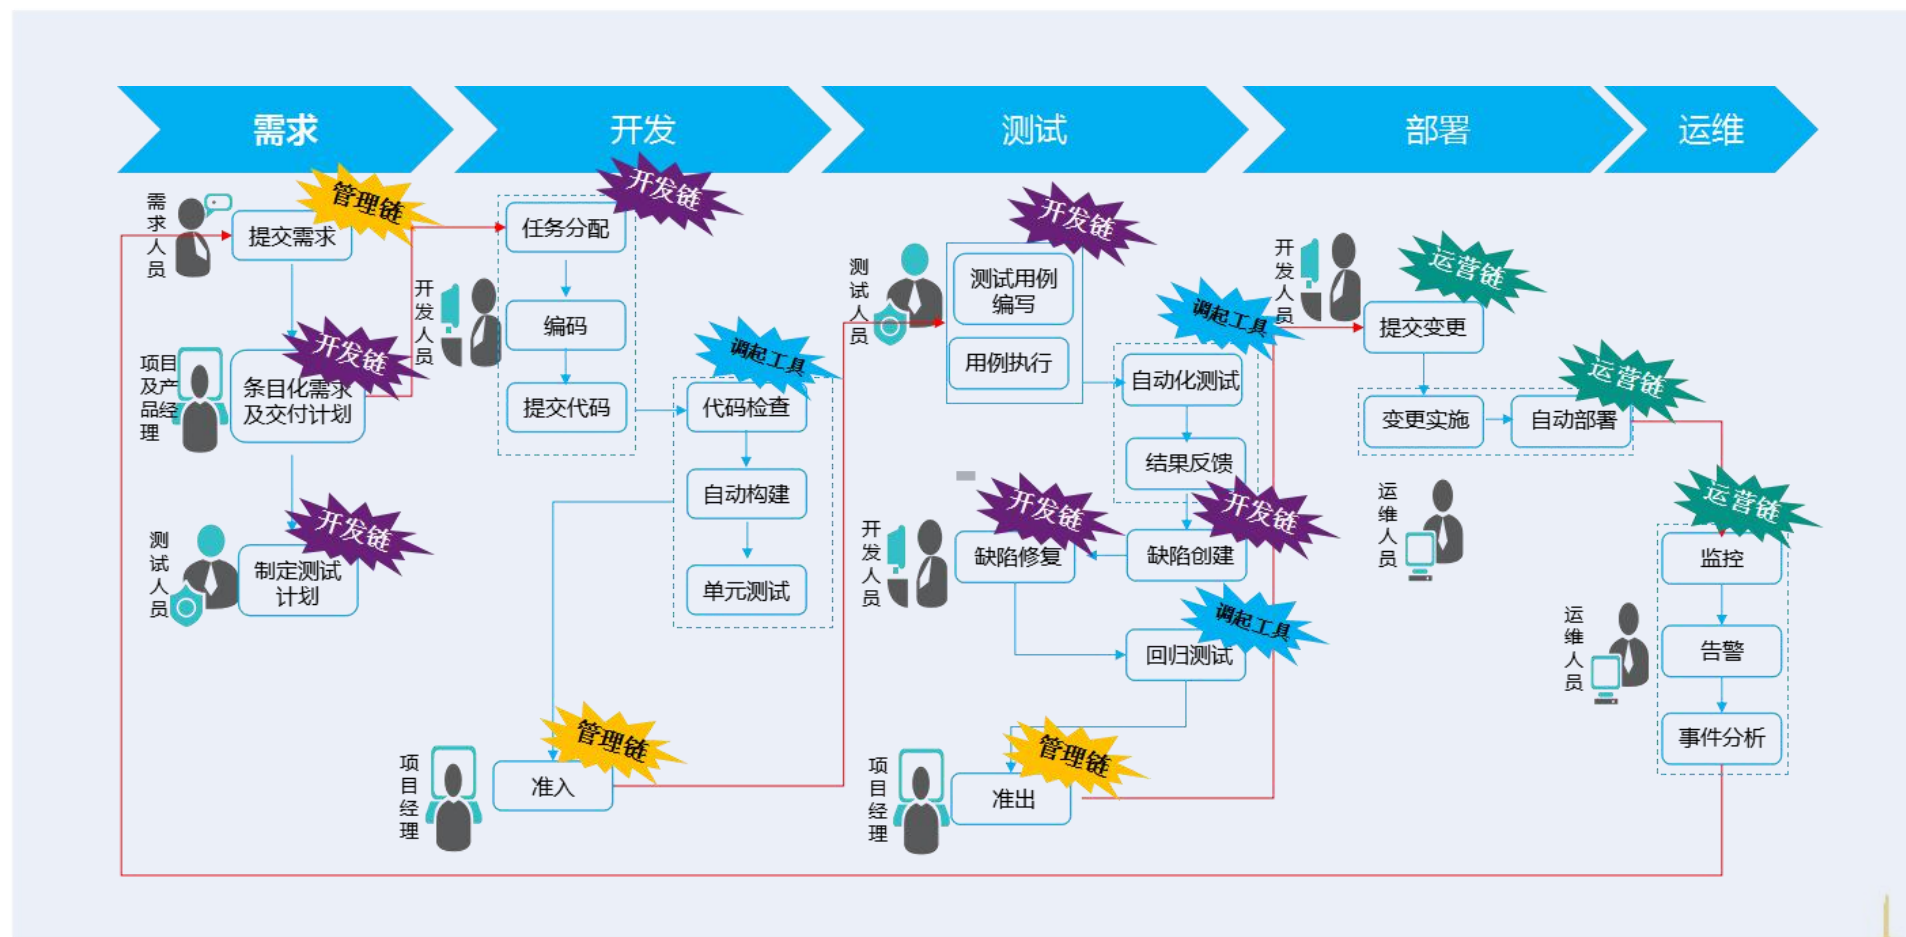 需求
开发
测试
部署
运维
需求人员
提交需求
管理链
项目
及产
品经
理
条目化需求
及交付计划
开发链
测试人员
制定测试
计划
开发链
开发人员
任务分配
开发链
编码
提交代码
代码检查
调起工具
自动构建
单元测试
项目经理
准入
管理链
测试人员
测试用例
编写
开发链
用例执行
自动化测试
调起工具
结果反馈
缺陷创建
开发链
开发人员
缺陷修复
开发链
回归测试
调起工具
项目经理
准出
管理链
开发人员
提交变更
运营链
变更实施
自动部署
运营链
运维人员
运维人员
监控
运营链
告警
事件分析